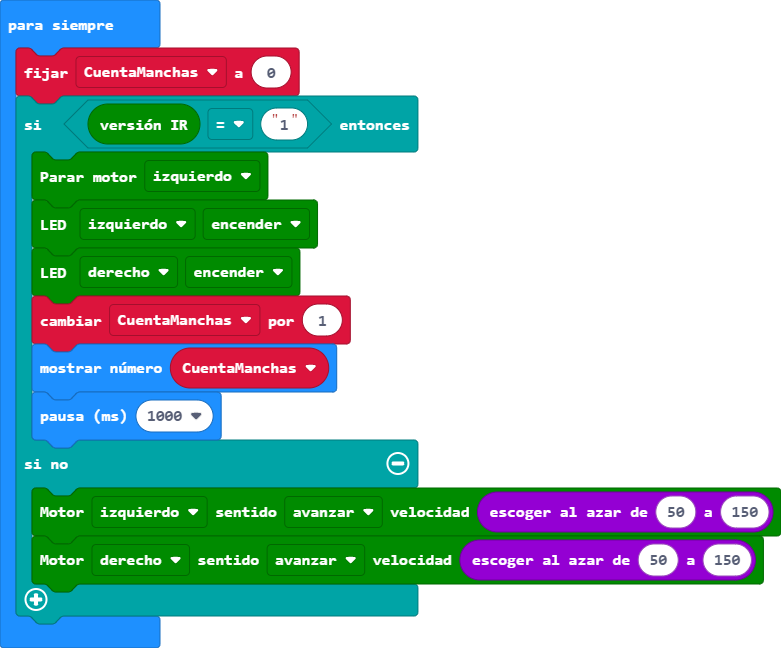 para siempre
fijar CuentaManchas a 0
si versión IR = "1" entonces
Parar motor izquierdo
LED izquierdo encender
LED derecho encender
cambiar CuentaManchas por 1
mostrar número CuentaManchas
pausa (ms) 1000
si no
Motor izquierdo sentido avanzar velocidad escoger al azar de 50 a 150
Motor derecho sentido avanzar velocidad escoger al azar de 50 a 150